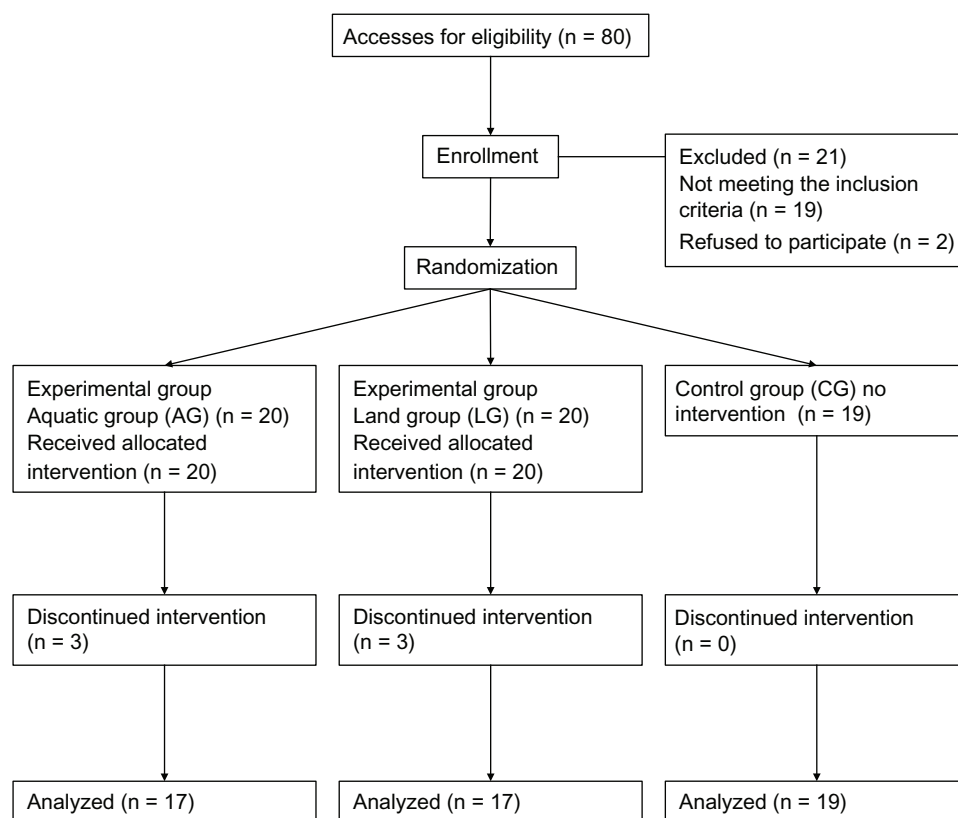 Accesses for eligibility (n = 80)
Enrollment
Excluded (n = 21)
Not meeting the inclusion
criteria (n = 19)
Refused to participate (n = 2)
Randomization
Experimental group
Aquatic group (AG) (n = 20)
Received allocated
intervention (n = 20)
Experimental group
Land group (LG) (n = 20)
Received allocated
intervention (n = 20)
Control group (CG) no
intervention (n = 19)
Discontinued intervention
(n = 3)
Discontinued intervention
(n = 3)
Discontinued intervention
(n = 0)
Analyzed (n = 17)
Analyzed (n = 17)
Analyzed (n = 19)